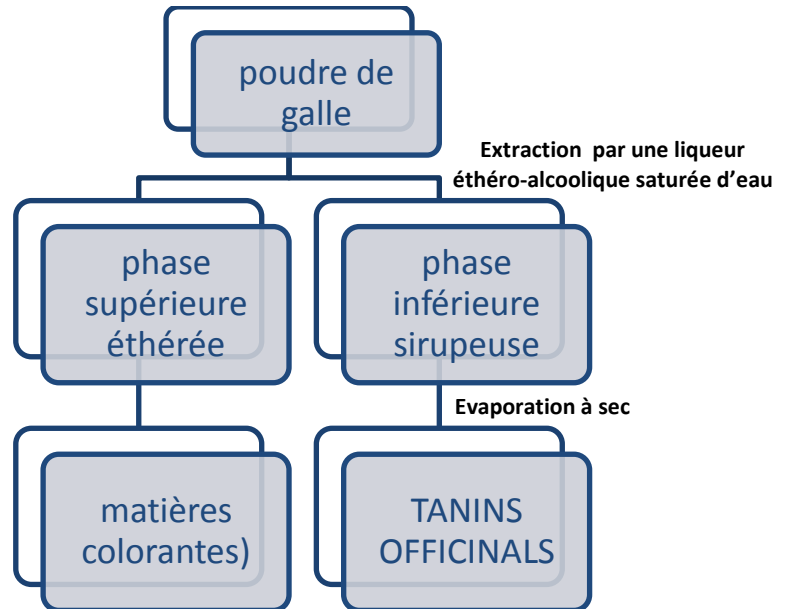 poudre de
galle
Extraction par une liqueur
éthéro-alcoolique saturée d'eau
phase
supérieure
éthérée
phase
inférieure
sirupeuse
Evaporation à sec
matières
colorantes)
TANINS
OFFICINALS